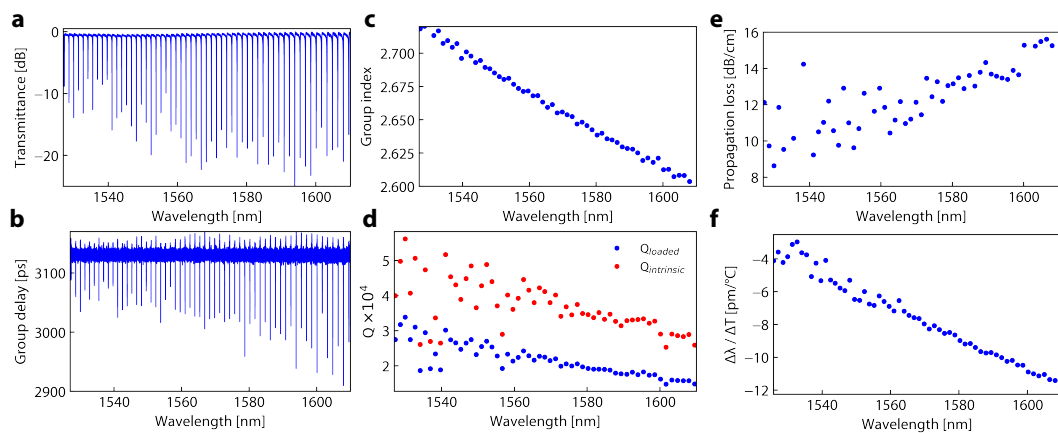 a
Transmittance [dB]
0
−10
−20
1540
1560
1580
1600
Wavelength [nm]
b
Group delay [ps]
3100
3000
2900
1540
1560
1580
1600
Wavelength [nm]
c
Group index
2.700
2.675
2.650
2.625
2.600
1540
1560
1580
1600
Wavelength [nm]
d
Q ×10⁴
5
4
3
2
Q_loaded
Q_intrinsic
1540
1560
1580
1600
Wavelength [nm]
e
Propagation loss [dB/cm]
16
14
12
10
8
1540
1560
1580
1600
Wavelength [nm]
f
Δλ / ΔT [pm/°C]
−4
−6
−8
−10
−12
1540
1560
1580
1600
Wavelength [nm]